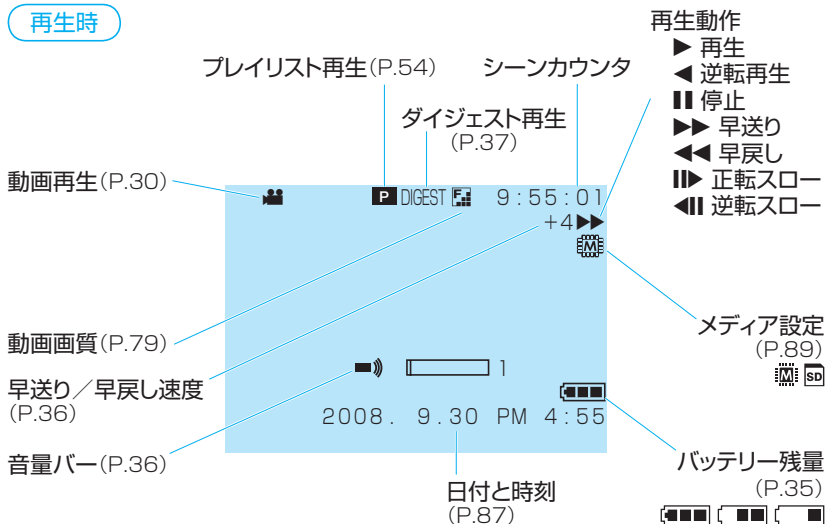 再生時
再生動作
▶ 再生
◀ 逆転再生
▮▮ 停止
▶▶ 早送り
◀◀ 早戻し
▮▮▶ 正転スロー
◀▮▮ 逆転スロー
プレイリスト再生(P.54)
シーンカウンタ
ダイジェスト再生
(P.37)
動画再生(P.30)
P DIGEST F 9:55:01
+4▶▶
M
動画画質(P.79)
早送り／早戻し速度
(P.36)
音量バー(P.36)
1
2008. 9.30 PM 4:55
日付と時刻
(P.87)
メディア設定
(P.89)
M SD
バッテリー残量
(P.35)